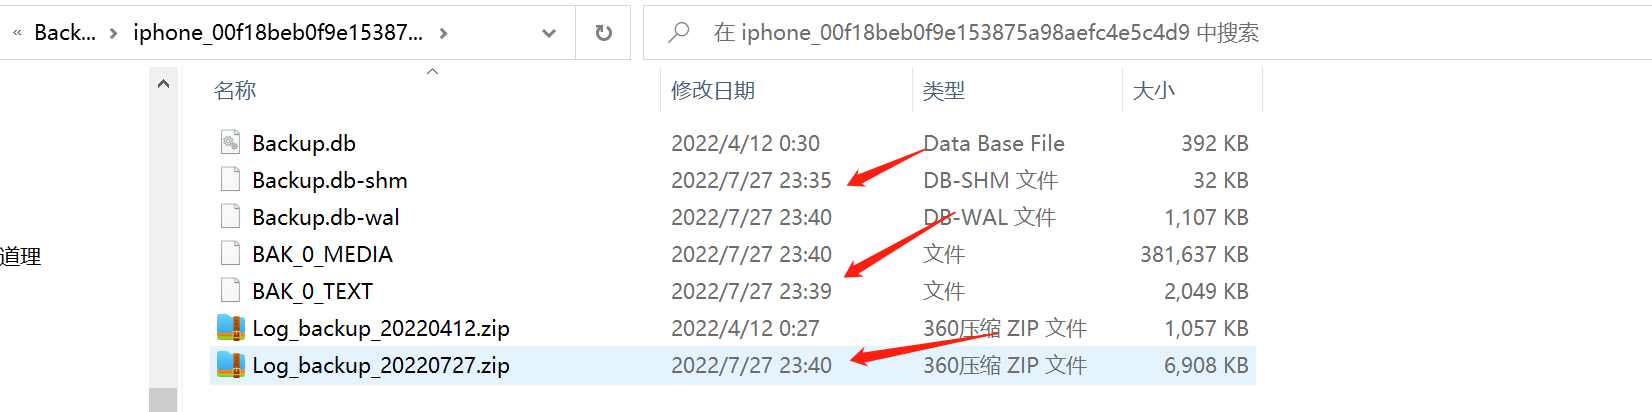 « Back... iphone_00f18beb0f9e15387... 在 iphone_00f18beb0f9e153875a98aefc4e5c4d9 中搜索
名称 修改日期 类型 大小
Backup.db 2022/4/12 0:30 Data Base File 392 KB
Backup.db-shm 2022/7/27 23:35 DB-SHM 文件 32 KB
Backup.db-wal 2022/7/27 23:40 DB-WAL 文件 1,107 KB
道理 BAK_0_MEDIA 2022/7/27 23:40 文件 381,637 KB
BAK_0_TEXT 2022/7/27 23:39 文件 2,049 KB
Log_backup_20220412.zip 2022/4/12 0:27 360压缩 ZIP 文件 1,057 KB
Log_backup_20220727.zip 2022/7/27 23:40 360压缩 ZIP 文件 6,908 KB